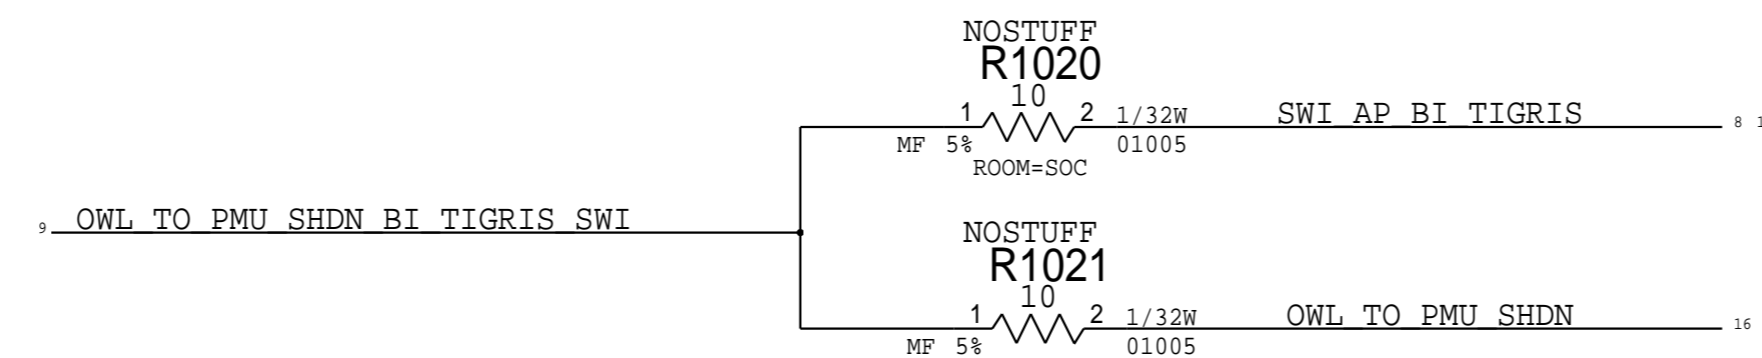 NOSTUFF
R1020
10
1 2 1/32W SWI_AP_BI_TIGRIS 8 1
MF 5% 01005
ROOM=SOC
9 OWL_TO_PMU_SHDN_BI_TIGRIS_SWI
NOSTUFF
R1021
10
1 2 1/32W OWL_TO_PMU_SHDN 16
MF 5% 01005